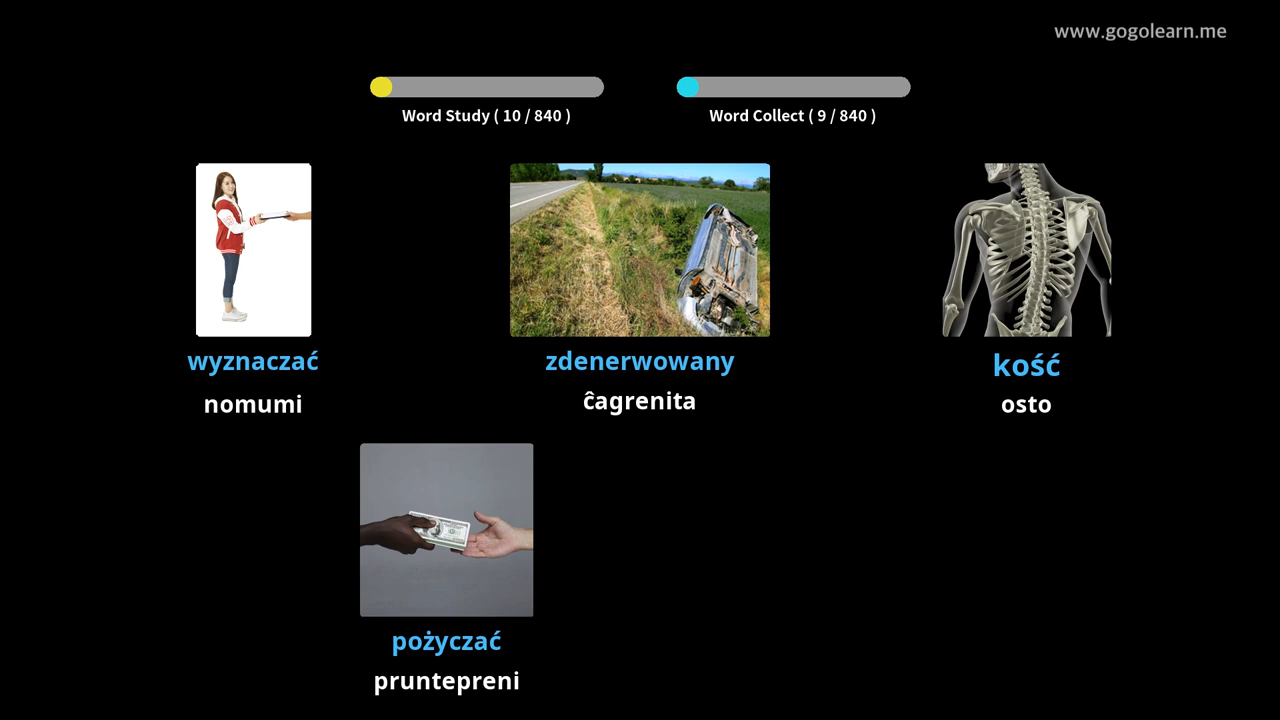 www.gogolearn.me
Word Study ( 10 / 840 )
Word Collect ( 9 / 840 )
wyznaczać
nomumi
zdenerwowany
ĉagrenita
kość
osto
pożyczać
pruntepreni